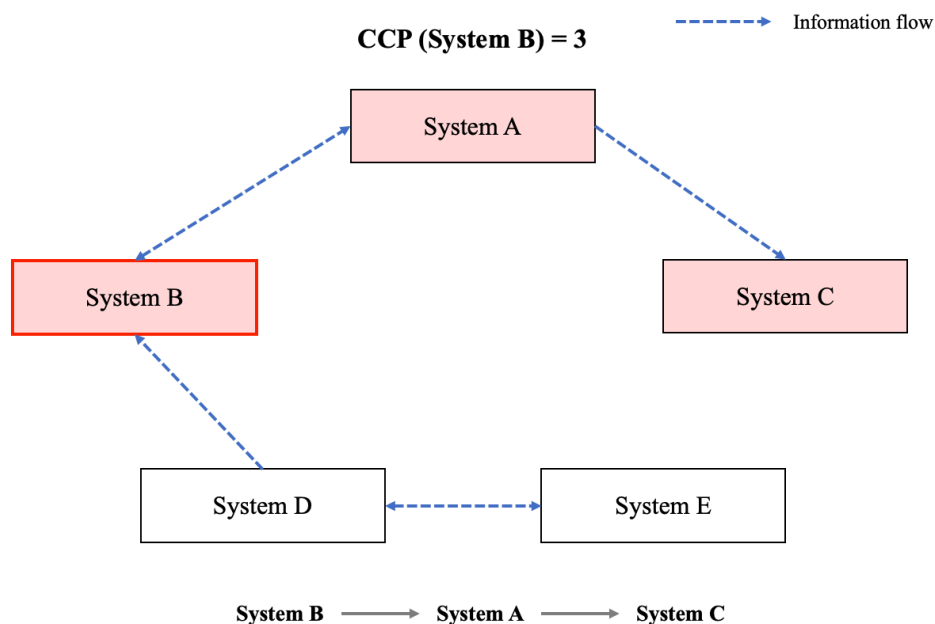 Information flow
CCP (System B) = 3
System A
System B
System C
System D
System E
System B System A System C